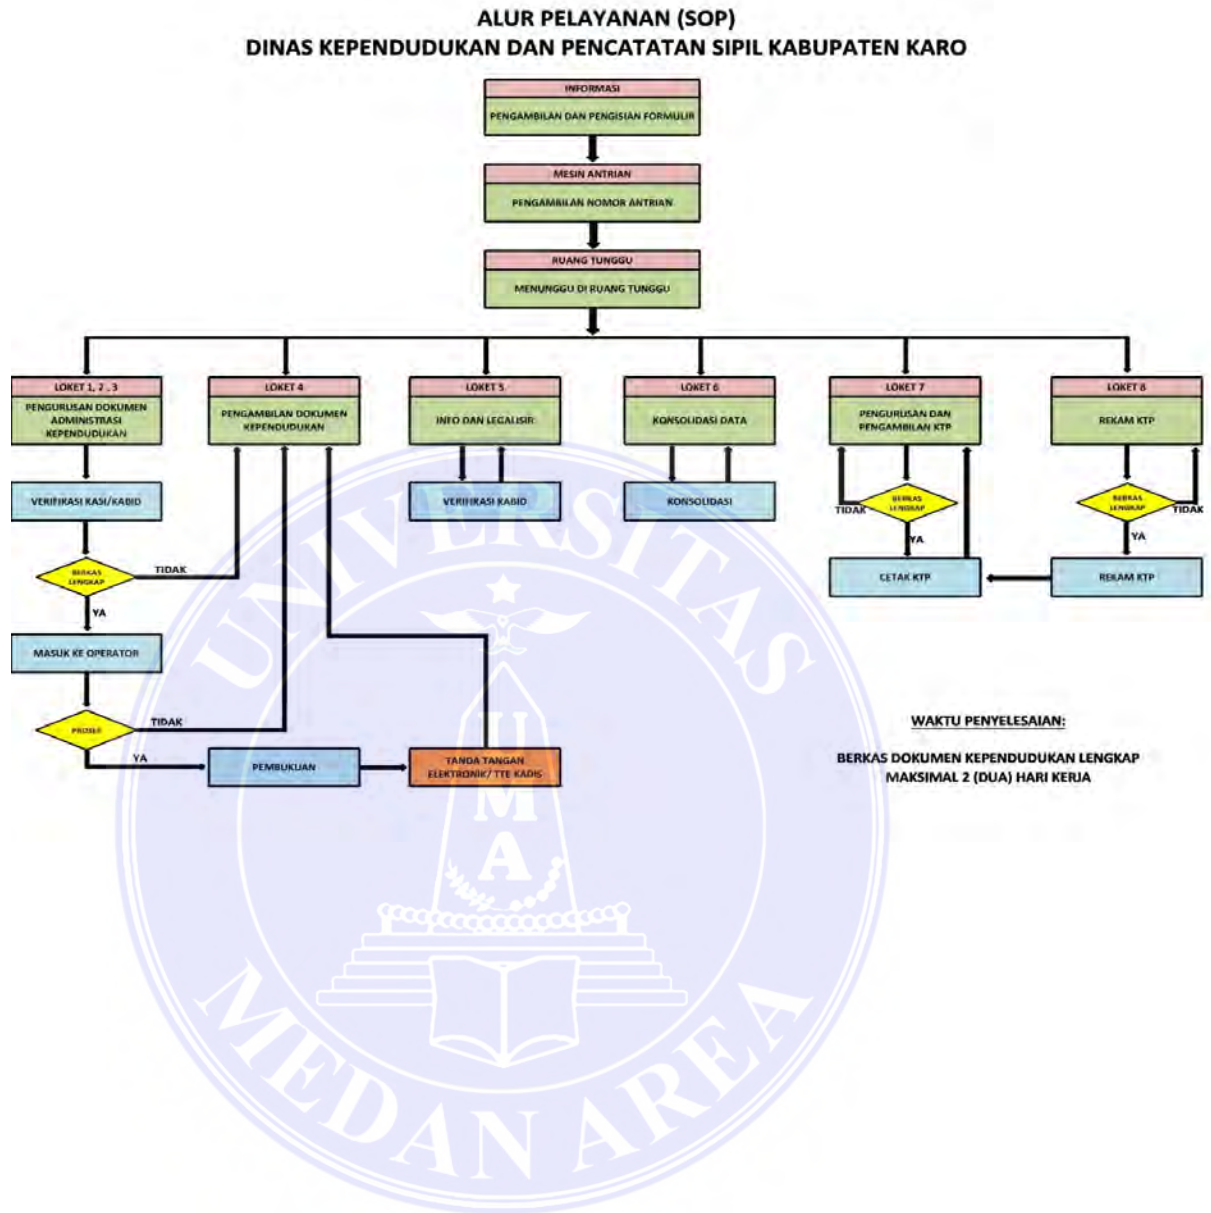 ALUR PELAYANAN (SOP)
DINAS KEPENDUDUKAN DAN PENCATATAN SIPIL KABUPATEN KARO
INFORMASI
PENGAMBILAN DAN PENGISIAN FORMULIR
MESIN ANTRIAN
PENGAMBILAN NOMOR ANTRIAN
RUANG TUNGGU
MENUNGGU DI RUANG TUNGGU
LOKET 1, 2 . 3
PENGURUSAN DOKUMEN
ADMINISTRASI
KEPENDUDUKAN
LOKET 4
PENGAMBILAN DOKUMEN
KEPENDUDUKAN
LOKET 5
INFO DAN LEGALISIR
LOKET 6
KONSOLIDASI DATA
LOKET 7
PENGURUSAN DAN
PENGAMBILAN KTP
LOKET 8
REKAM KTP
VERIFIKASI KASI/KABID
VERIFIKASI KABID
KONSOLIDASI
BERKAS
LENGKAP
TIDAK
YA
BERKAS
LENGKAP
TIDAK
YA
BERKAS
LENGKAP
TIDAK
YA
CETAK KTP
REKAM KTP
MASUK KE OPERATOR
PROSES
TIDAK
YA
PEMBUKUAN
TANDA TANGAN
ELEKTRONIK/ TTE KADIS
WAKTU PENYELESAIAN:
BERKAS DOKUMEN KEPENDUDUKAN LENGKAP
MAKSIMAL 2 (DUA) HARI KERJA
UNIVERSITAS
UMA
MEDAN AREA